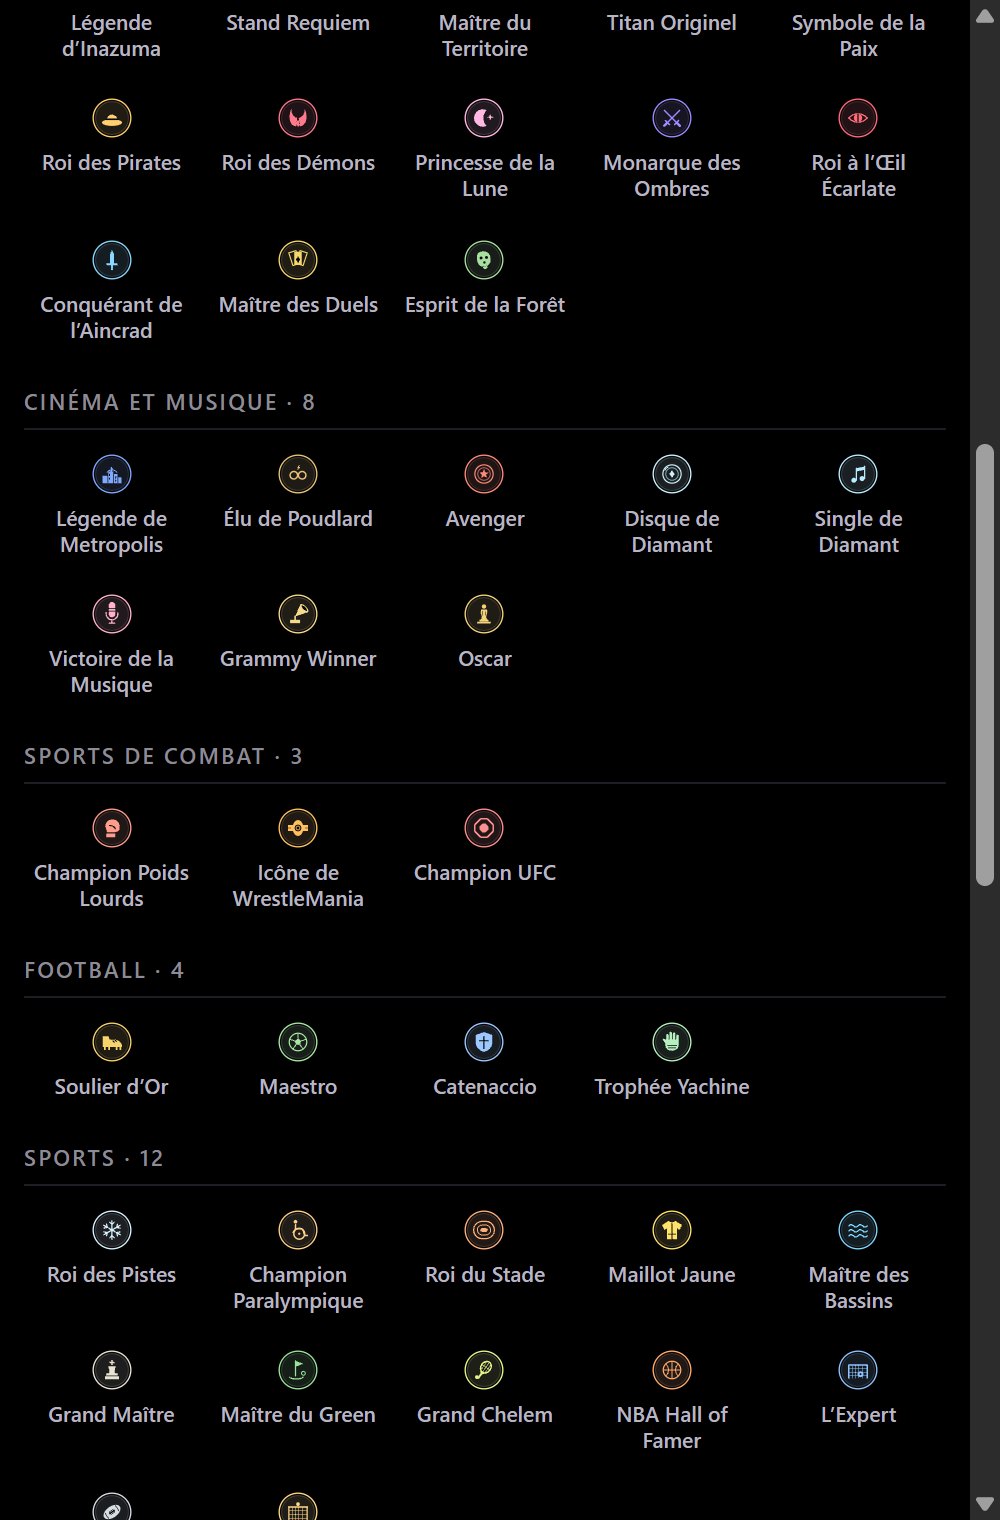 Légende
d’Inazuma
Stand Requiem
Maître du
Territoire
Titan Originel
Symbole de la
Paix
Roi des Pirates
Roi des Démons
Princesse de la
Lune
Monarque des
Ombres
Roi à l’Œil
Écarlate
Conquérant de
l’Aincrad
Maître des Duels
Esprit de la Forêt
CINÉMA ET MUSIQUE · 8
Légende de
Metropolis
Élu de Poudlard
Avenger
Disque de
Diamant
Single de
Diamant
Victoire de la
Musique
Grammy Winner
Oscar
SPORTS DE COMBAT · 3
Champion Poids
Lourds
Icône de
WrestleMania
Champion UFC
FOOTBALL · 4
Soulier d’Or
Maestro
Catenaccio
Trophée Yachine
SPORTS · 12
Roi des Pistes
Champion
Paralympique
Roi du Stade
Maillot Jaune
Maître des
Bassins
Grand Maître
Maître du Green
Grand Chelem
NBA Hall of
Famer
L’Expert